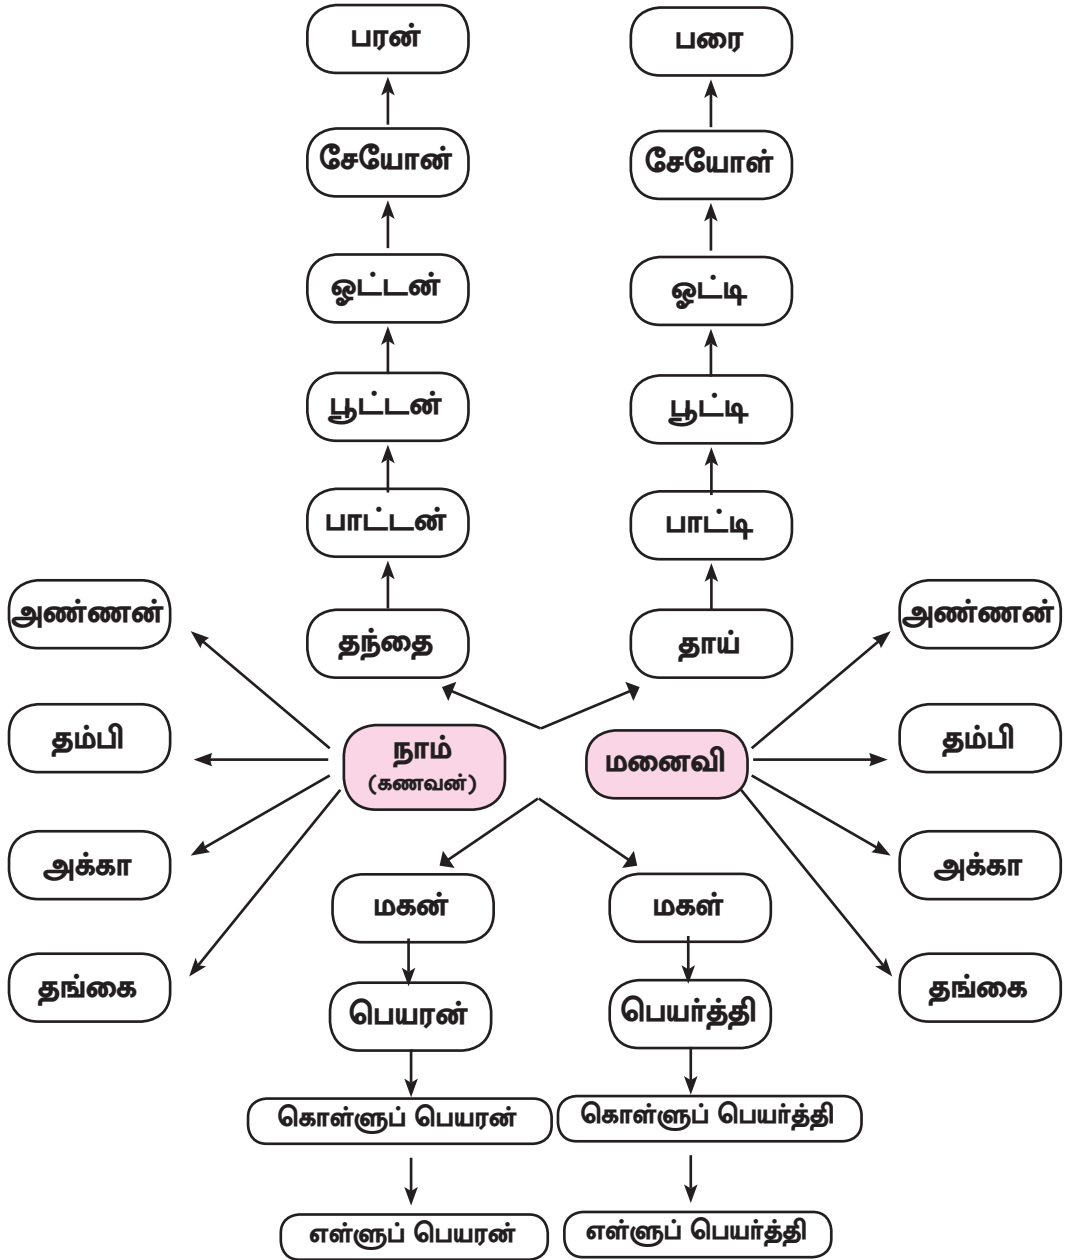 பரன்
பரை
சேயோன்
சேயோள்
ஓட்டன்
ஓட்டி
பூட்டன்
பூட்டி
பாட்டன்
பாட்டி
அண்ணன்
தந்தை
தாய்
அண்ணன்
தம்பி
நாம்
(கணவன்)
மனைவி
தம்பி
அக்கா
மகன்
மகள்
அக்கா
தங்கை
பெயரன்
பெயர்த்தி
தங்கை
கொள்ளுப் பெயரன்
கொள்ளுப் பெயர்த்தி
எள்ளுப் பெயரன்
எள்ளுப் பெயர்த்தி